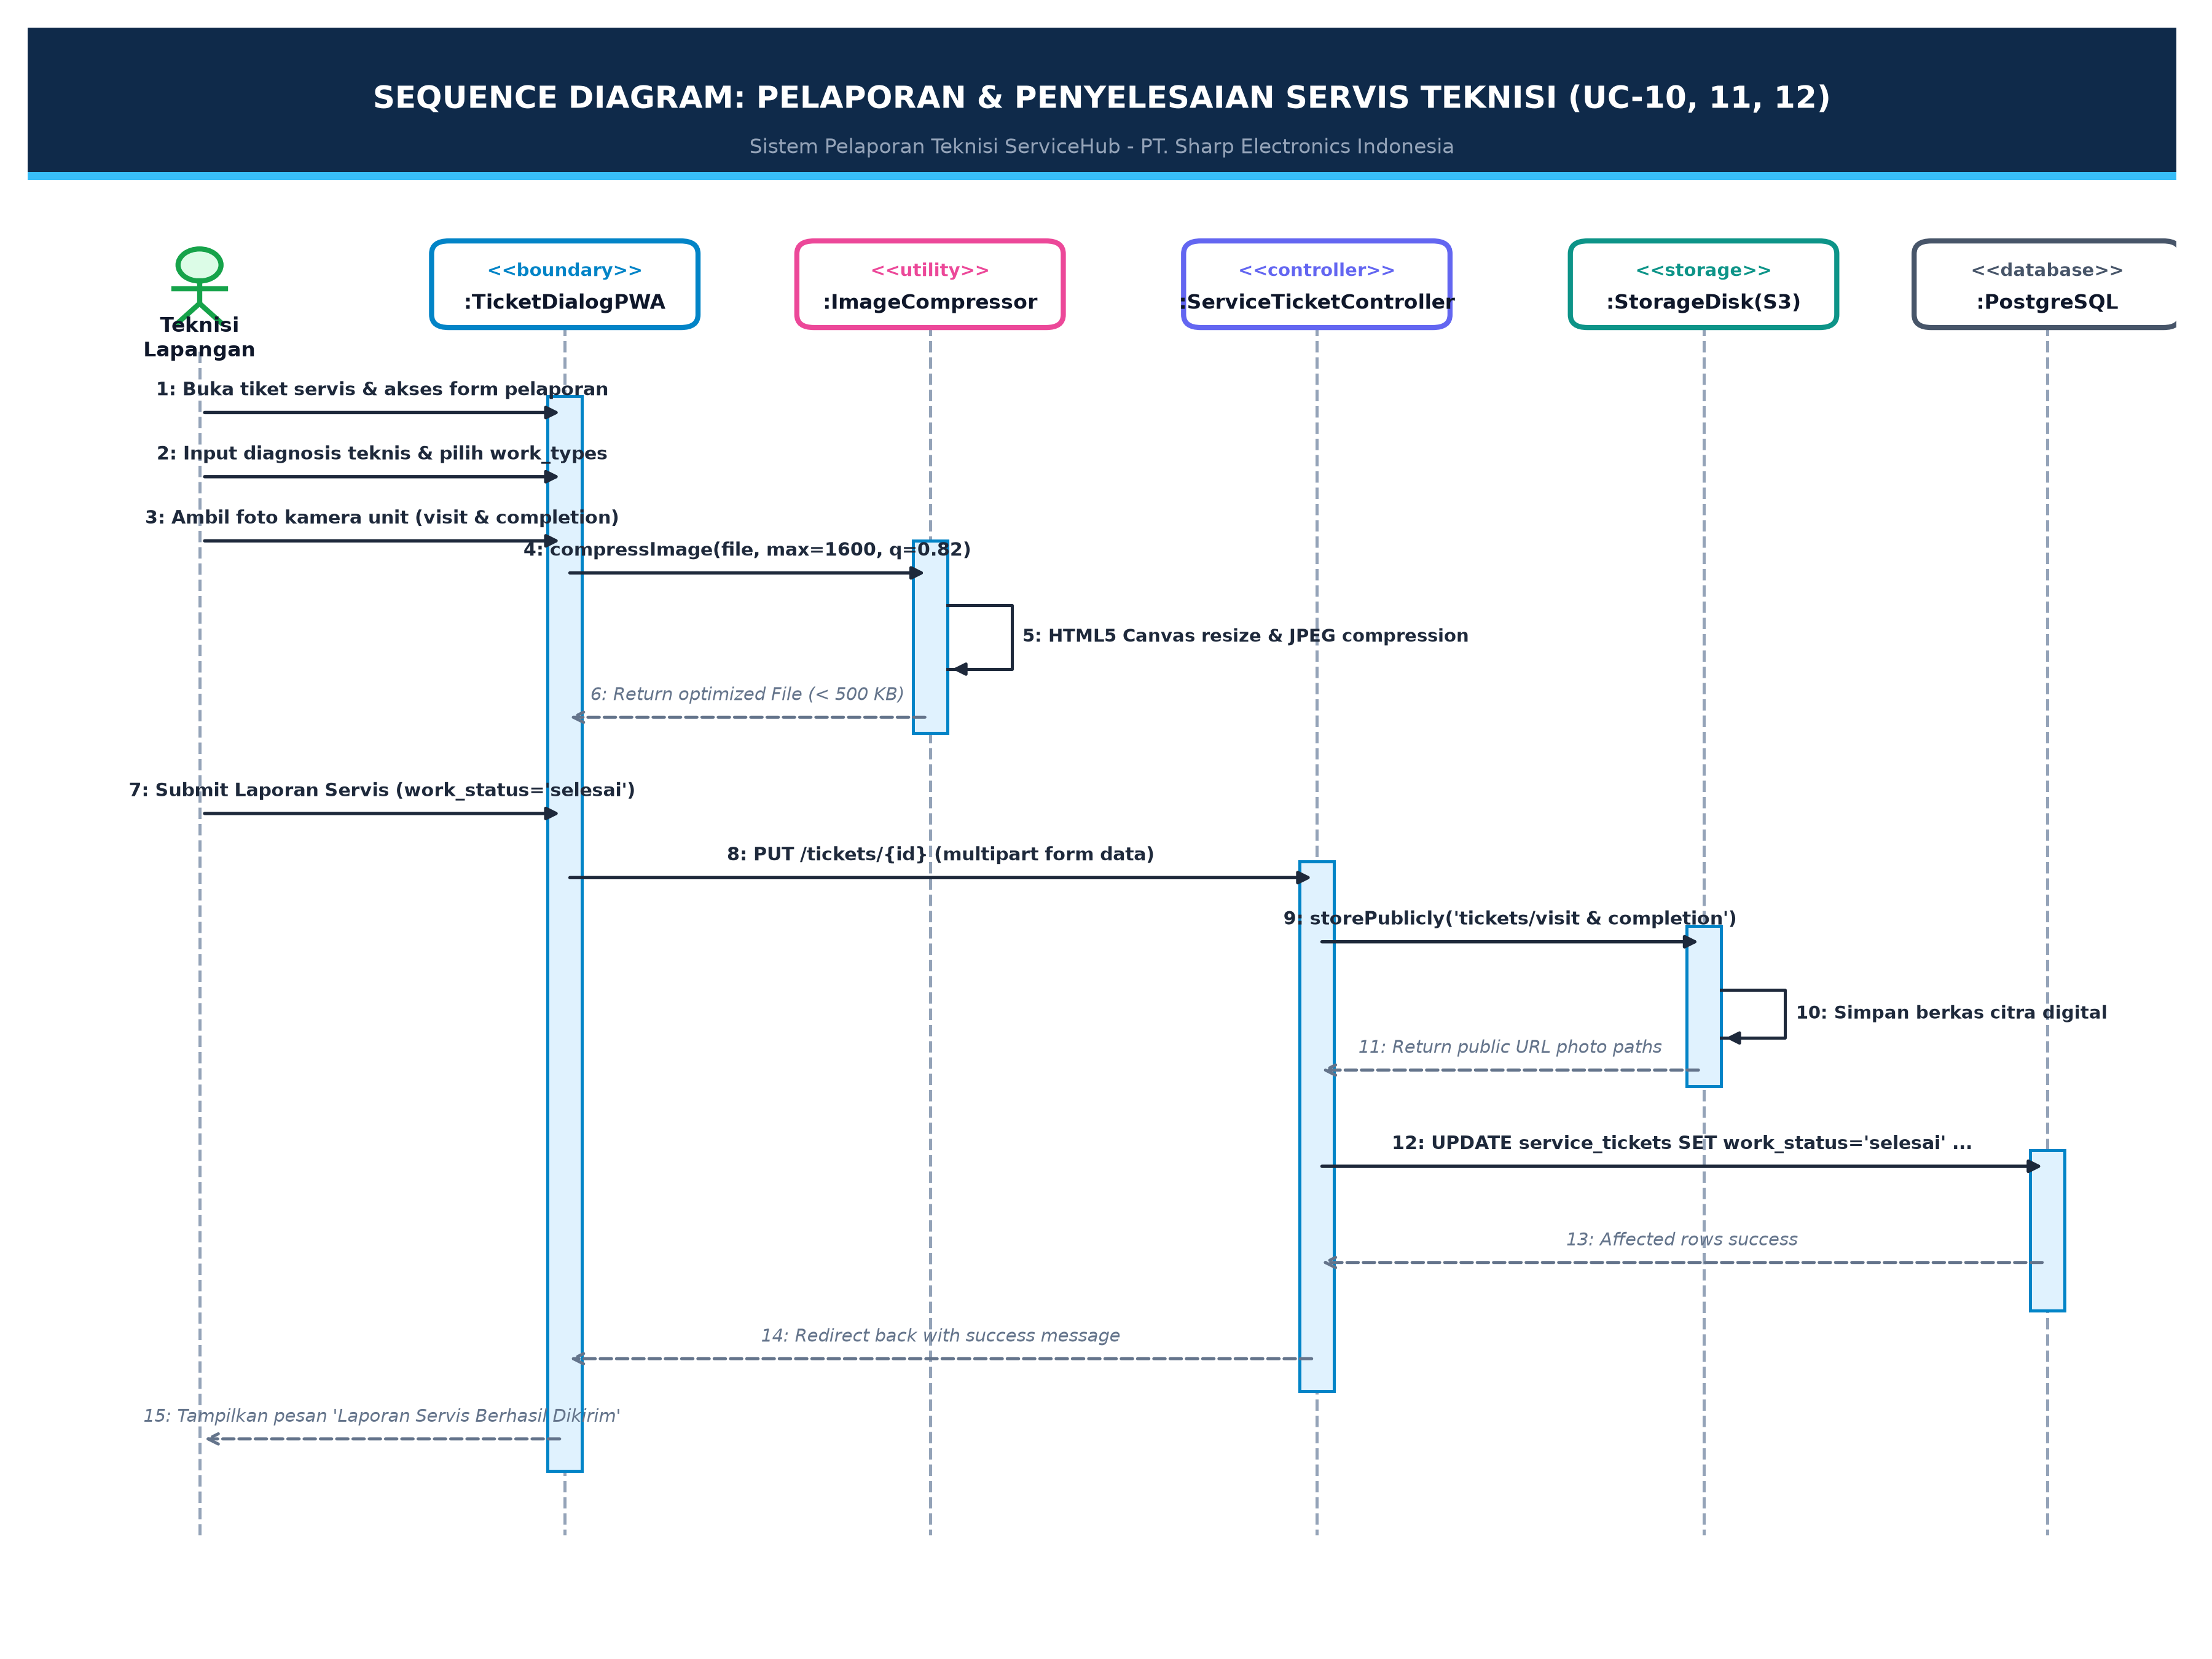 SEQUENCE DIAGRAM: PELAPORAN & PENYELESAIAN SERVIS TEKNISI (UC-10, 11, 12)
Sistem Pelaporan Teknisi ServiceHub - PT. Sharp Electronics Indonesia
Teknisi
Lapangan
<<boundary>>
:TicketDialogPWA
<<utility>>
:ImageCompressor
<<controller>>
:ServiceTicketController
<<storage>>
:StorageDisk(S3)
<<database>>
:PostgreSQL
1: Buka tiket servis & akses form pelaporan
2: Input diagnosis teknis & pilih work_types
3: Ambil foto kamera unit (visit & completion)
4: compressImage(file, max=1600, q=0.82)
5: HTML5 Canvas resize & JPEG compression
6: Return optimized File (< 500 KB)
7: Submit Laporan Servis (work_status='selesai')
8: PUT /tickets/{id} (multipart form data)
9: storePublicly('tickets/visit & completion')
10: Simpan berkas citra digital
11: Return public URL photo paths
12: UPDATE service_tickets SET work_status='selesai' ...
13: Affected rows success
14: Redirect back with success message
15: Tampilkan pesan 'Laporan Servis Berhasil Dikirim'